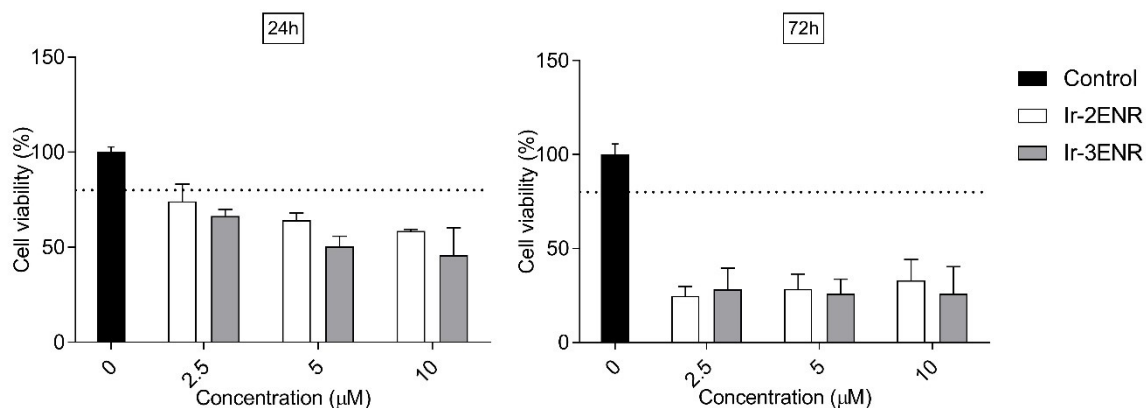 24h
150
100
50
0
Cell viability (%)
0
2.5
5
10
Concentration (μM)
72h
150
100
50
0
Cell viability (%)
0
2.5
5
10
Concentration (μM)
Control
Ir-2ENR
Ir-3ENR